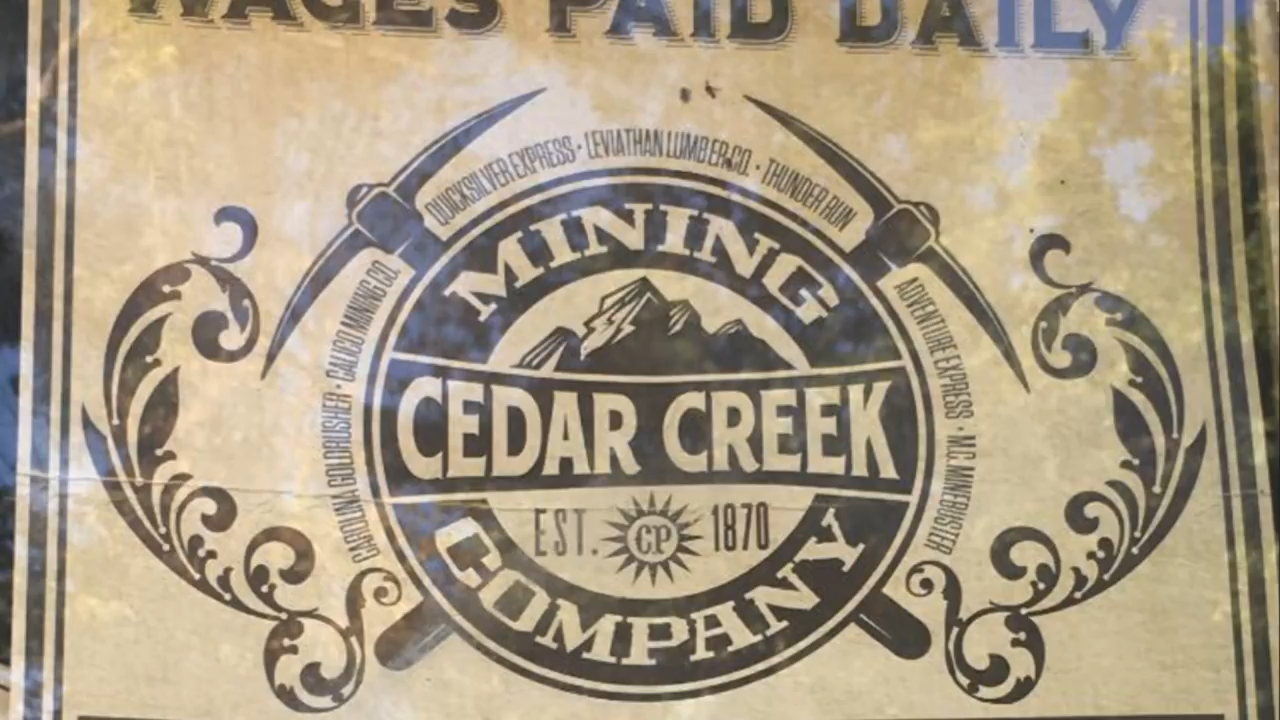 WAGES PAID DAILY
QUICKSILVER EXPRESS · LEVIATHAN LUMBER CO. · THUNDER RUN
CAROLINA GOLDRUSHER · CALICO MINING CO.
ADVENTURE EXPRESS · M.C. MINEBUSTER
MINING
CEDAR CREEK
EST. CP 1870
COMPANY